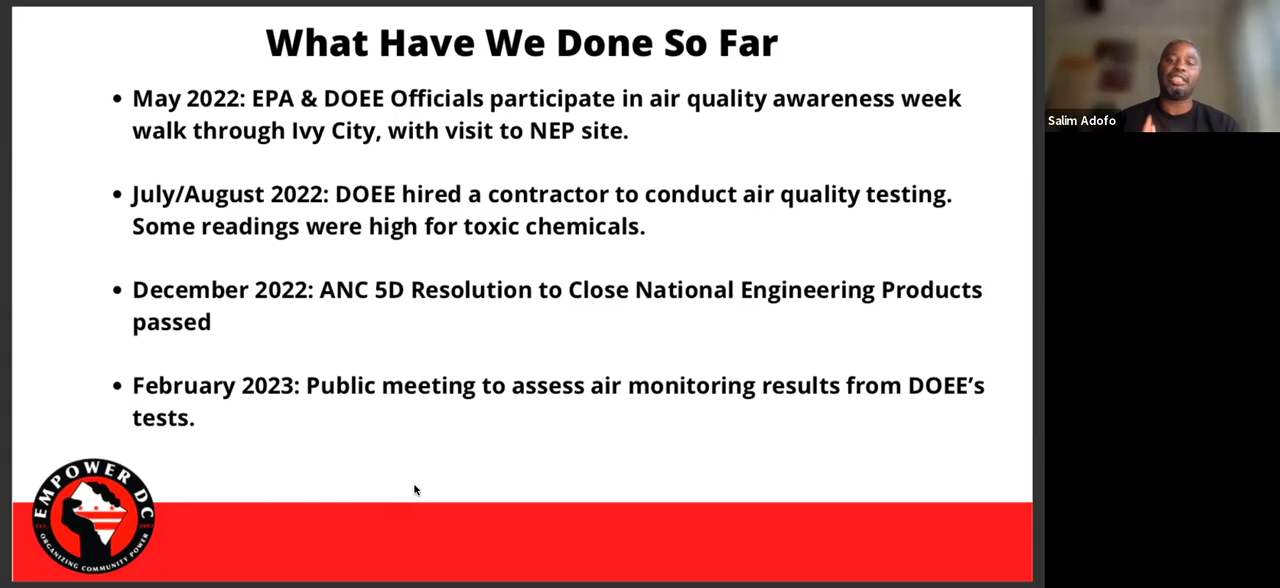 What Have We Done So Far
• May 2022: EPA & DOEE Officials participate in air quality awareness week
walk through Ivy City, with visit to NEP site.
• July/August 2022: DOEE hired a contractor to conduct air quality testing.
Some readings were high for toxic chemicals.
• December 2022: ANC 5D Resolution to Close National Engineering Products
passed
• February 2023: Public meeting to assess air monitoring results from DOEE’s
tests.
EMPOWER DC
ORGANIZING COMMUNITY POWER
Salim Adofo